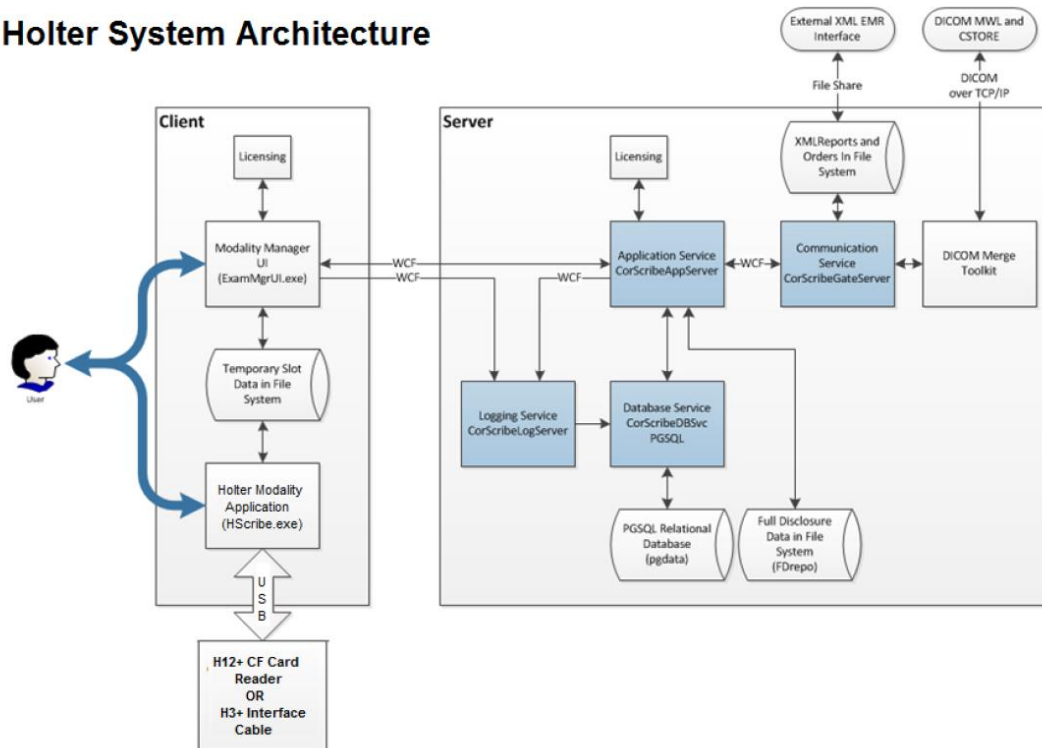 Holter System Architecture
External XML EMR
Interface
DICOM MWL and
CSTORE
File Share
DICOM
over TCP/IP
Client
Server
Licensing
Licensing
XMLReports and
Orders In File
System
Modality Manager
UI
(ExamMgrUI.exe)
WCF
WCF
WCF
WCF
Application Service
CorScribeAppServer
Communication
Service
CorScribeGateServer
DICOM Merge
Toolkit
User
Temporary Slot
Data in File
System
Logging Service
CorScribeLogServer
Database Service
CorScribeDBSvc
PGSQL
Holter Modality
Application
(HScribe.exe)
PGSQL Relational
Database
(pgdata)
Full Disclosure
Data in File
System
(FDrepo)
U
S
B
H12+ CF Card
Reader
OR
H3+ Interface
Cable